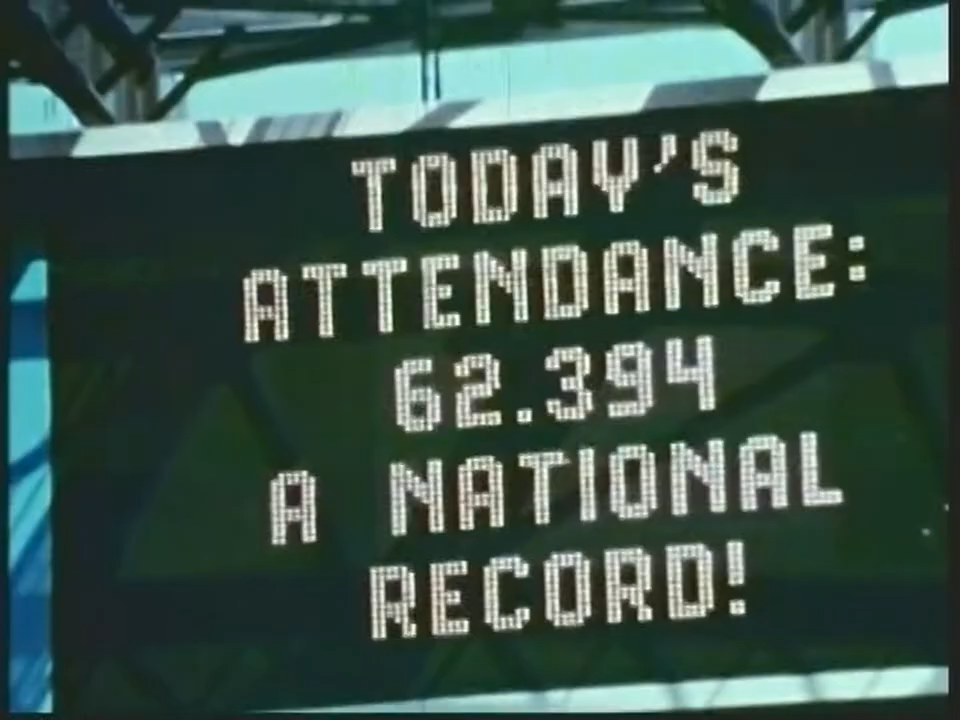 TODAY'S
ATTENDANCE:
62.394
A NATIONAL
RECORD!